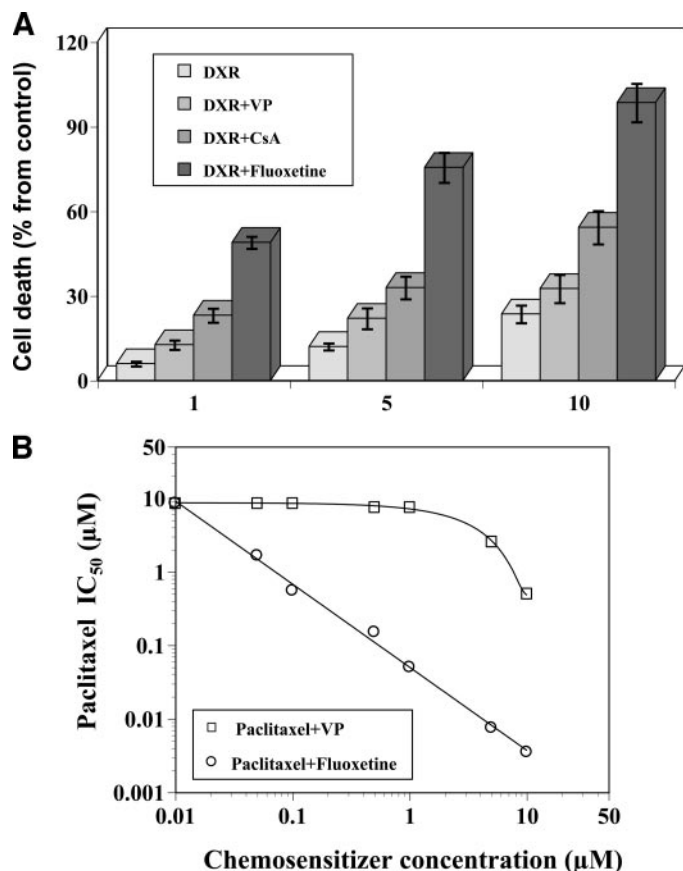 A
Cell death (% from control)
120
90
60
30
0
DXR
DXR+VP
DXR+CsA
DXR+Fluoxetine
1 5 10
B
Paclitaxel IC50 (µM)
50
10
1
0.1
0.01
0.001
Paclitaxel+VP
Paclitaxel+Fluoxetine
0.01 0.1 1 10 50
Chemosensitizer concentration (µM)